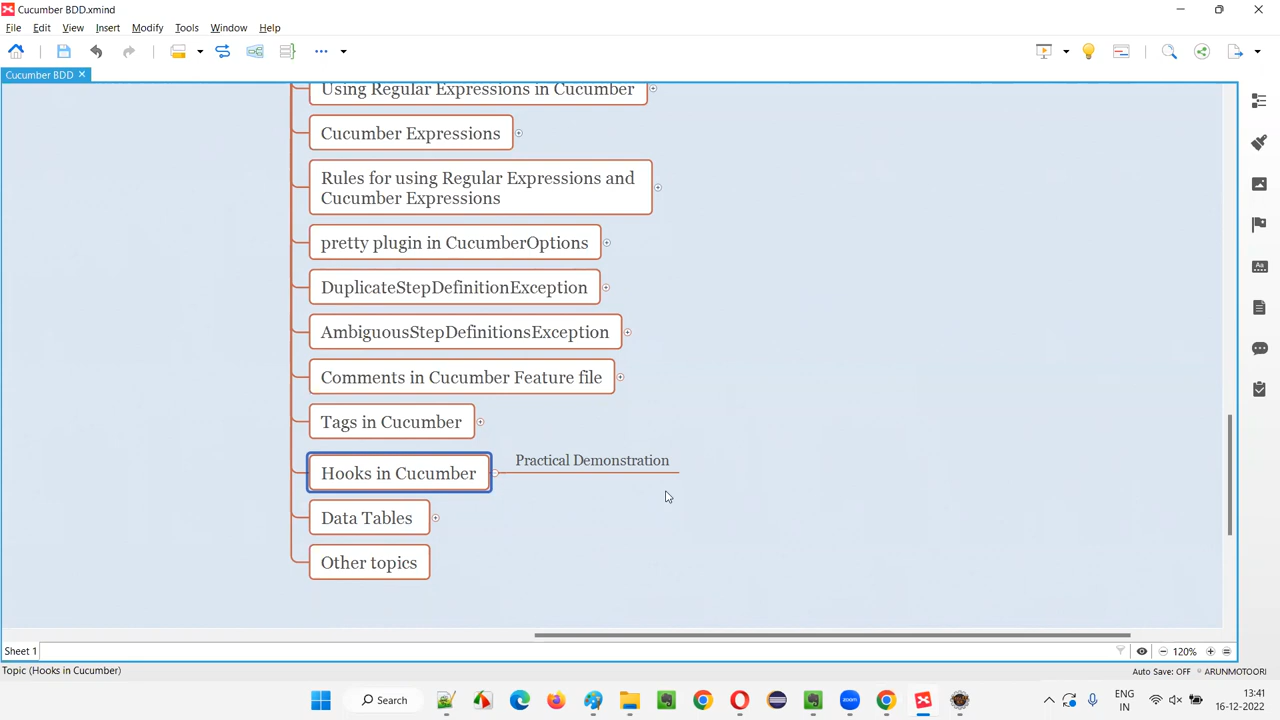 Cucumber BDD.xmind
File Edit View Insert Modify Tools Window Help
Cucumber BDD
Using Regular Expressions in Cucumber
Cucumber Expressions
Rules for using Regular Expressions and
Cucumber Expressions
pretty plugin in CucumberOptions
DuplicateStepDefinitionException
AmbiguousStepDefinitionsException
Comments in Cucumber Feature file
Tags in Cucumber
Hooks in Cucumber
Practical Demonstration
Data Tables
Other topics
Sheet 1
120%
Topic (Hooks in Cucumber)
Auto Save: OFF
ARUNMOTOORI
Search
zoom
ENG
IN
13:41
16-12-2022